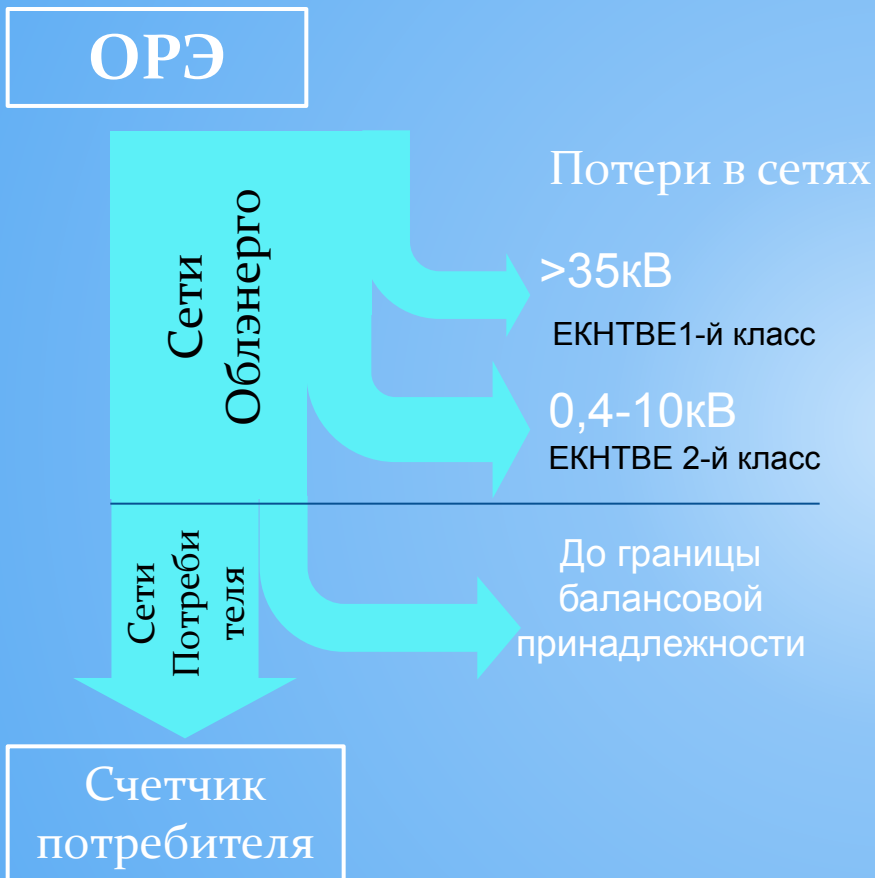 ОРЭ
Потери в сетях
Сети
Облэнерго
>35кВ
ЕКНТВЕ1-й класс
0,4-10кВ
ЕКНТВЕ 2-й класс
Сети
Потреби
теля
До границы
балансовой
принадлежности
Счетчик
потребителя